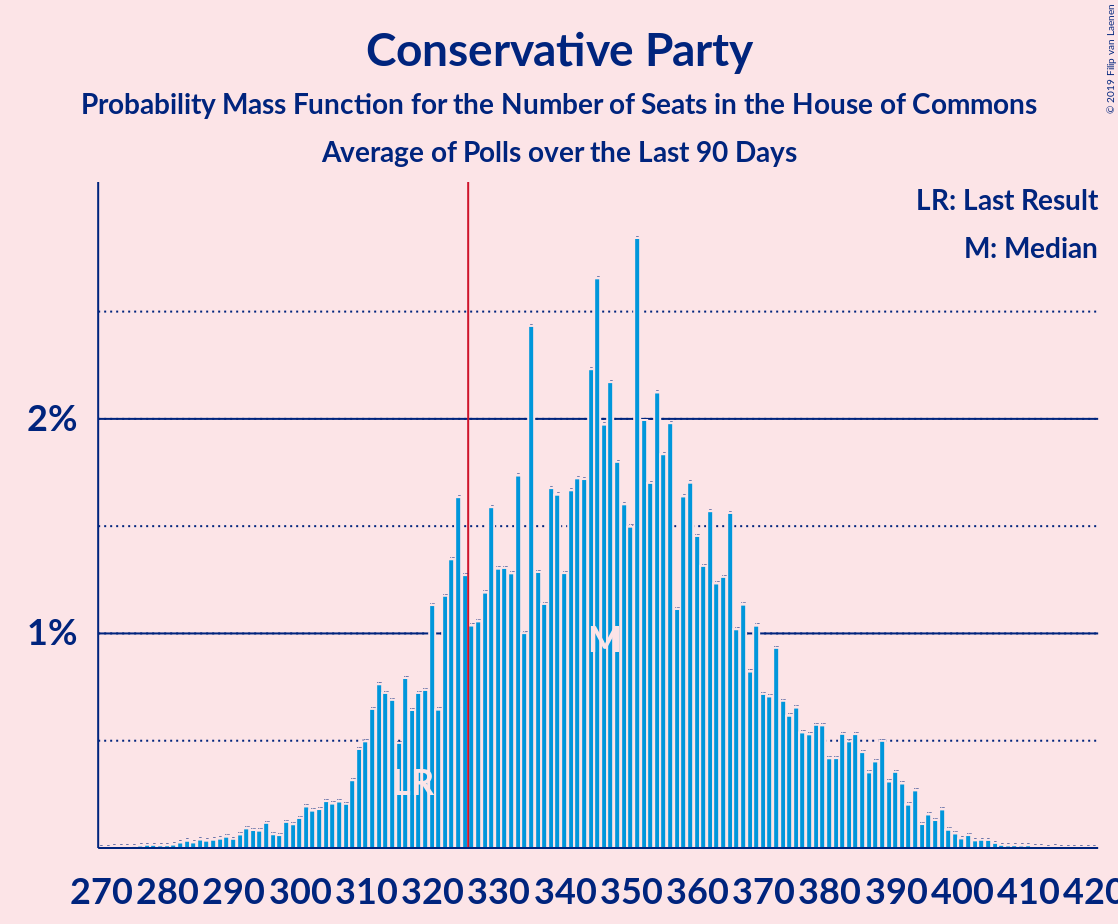 Conservative Party
Probability Mass Function for the Number of Seats in the House of Commons
Average of Polls over the Last 90 Days
© 2019 Filip van Laenen
LR: Last Result
M: Median
2%
1%
M
LR
270 280 290 300 310 320 330 340 350 360 370 380 390 400 410 420